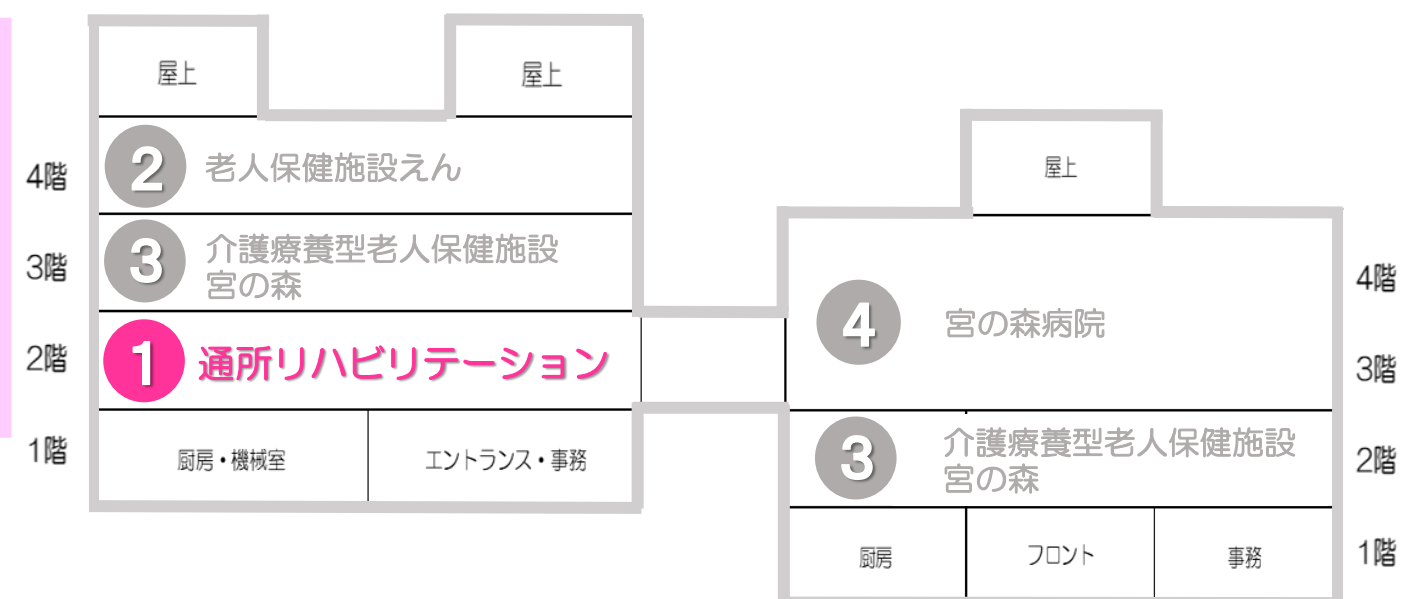 屋上
屋上
4階
2
老人保健施設えん
3階
3
介護療養型老人保健施設
宮の森
2階
1
通所リハビリテーション
1階
厨房・機械室
エントランス・事務
屋上
4
宮の森病院
4階
3階
3
介護療養型老人保健施設
宮の森
2階
厨房
フロント
事務
1階